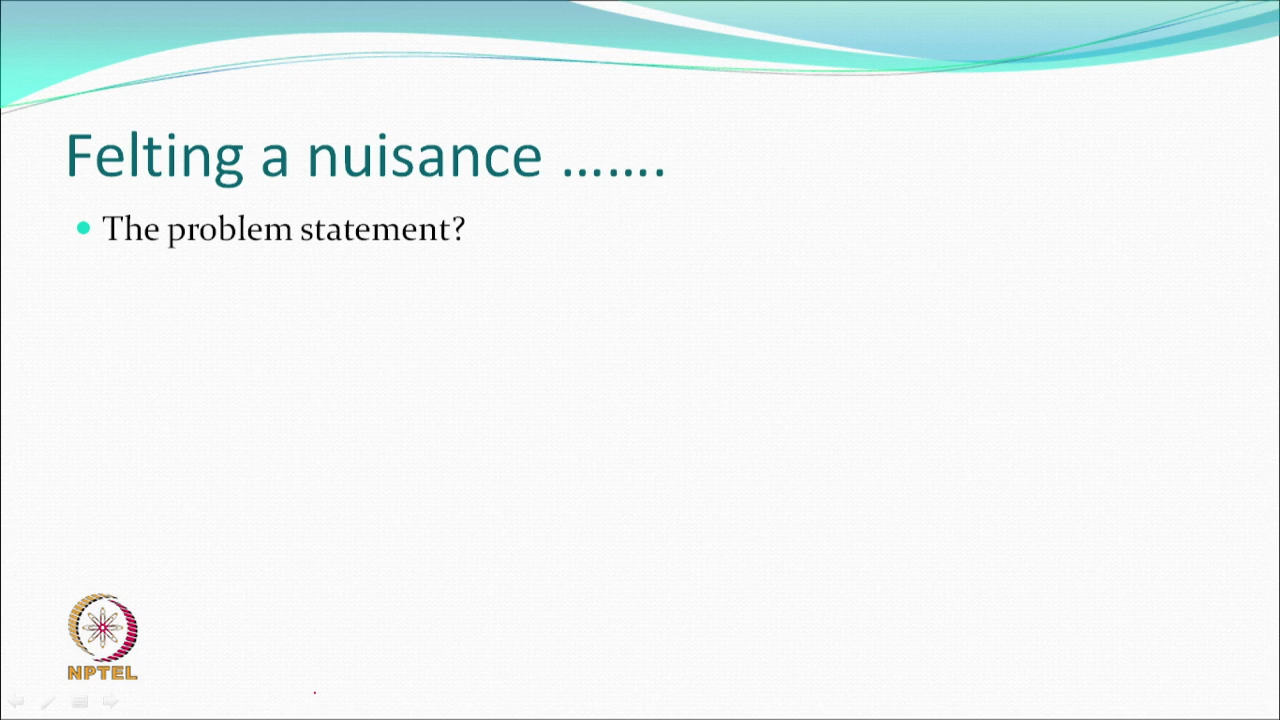 Felting a nuisance .......
The problem statement?
NPTEL